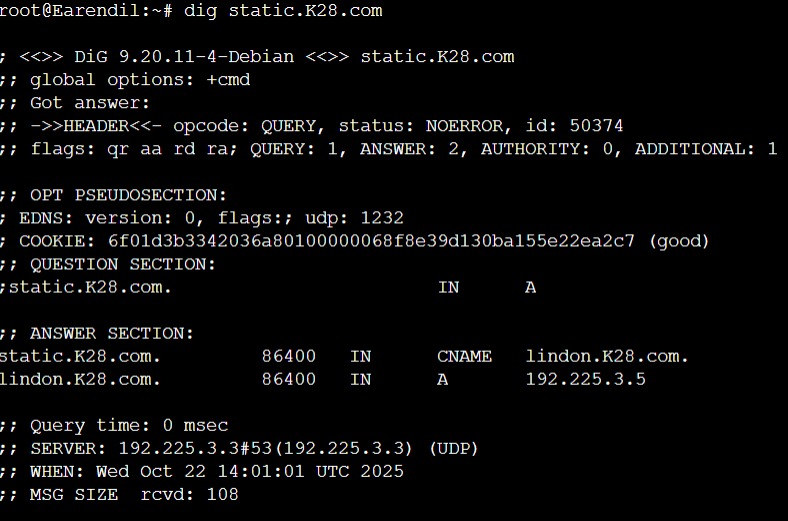 root@Earendil:~# dig static.K28.com
; <<>> DiG 9.20.11-4-Debian <<>> static.K28.com
;; global options: +cmd
;; Got answer:
;; ->>HEADER<<- opcode: QUERY, status: NOERROR, id: 50374
;; flags: qr aa rd ra; QUERY: 1, ANSWER: 2, AUTHORITY: 0, ADDITIONAL: 1
;; OPT PSEUDOSECTION:
; EDNS: version: 0, flags:; udp: 1232
; COOKIE: 6f01d3b3342036a80100000068f8e39d130ba155e22ea2c7 (good)
;; QUESTION SECTION:
;static.K28.com. IN A
;; ANSWER SECTION:
static.K28.com. 86400 IN CNAME lindon.K28.com.
lindon.K28.com. 86400 IN A 192.225.3.5
;; Query time: 0 msec
;; SERVER: 192.225.3.3#53(192.225.3.3) (UDP)
;; WHEN: Wed Oct 22 14:01:01 UTC 2025
;; MSG SIZE rcvd: 108